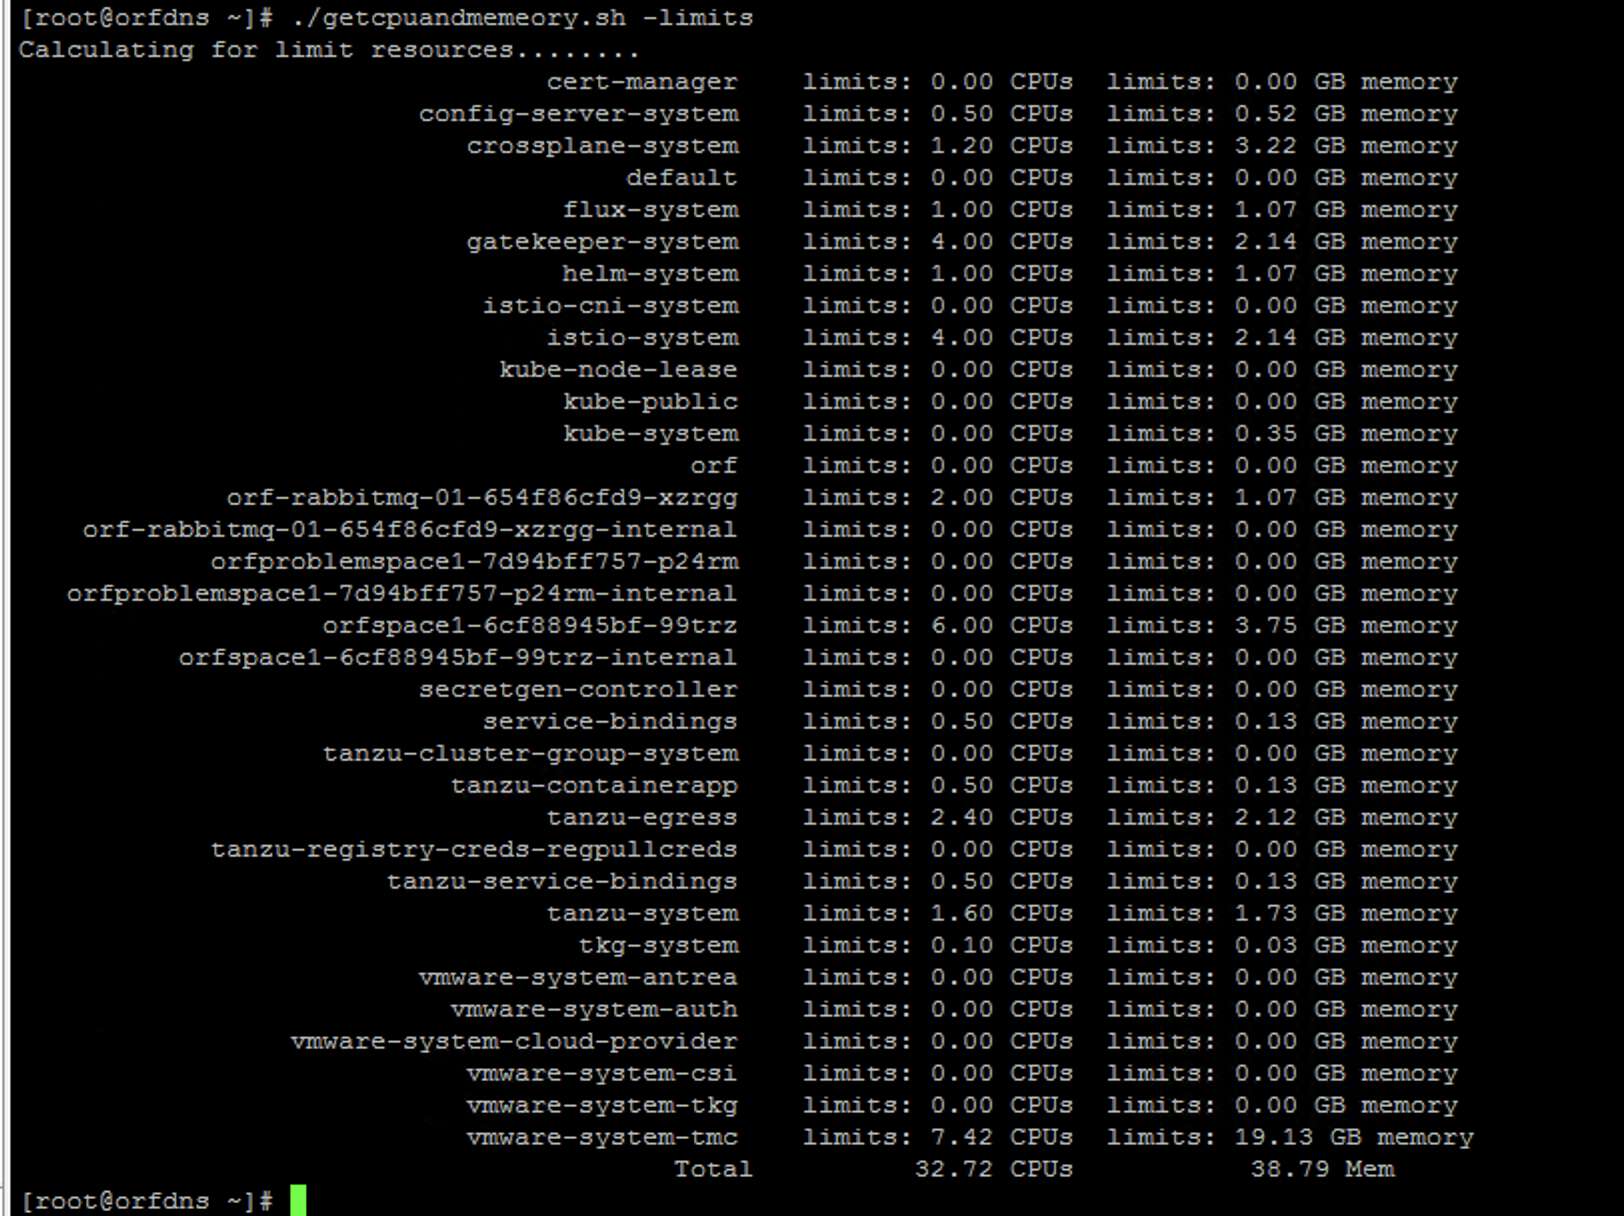 [root@orfdns ~]# ./getcpuandmemeory.sh -limits
Calculating for limit resources........
cert-manager limits: 0.00 CPUs limits: 0.00 GB memory
config-server-system limits: 0.50 CPUs limits: 0.52 GB memory
crossplane-system limits: 1.20 CPUs limits: 3.22 GB memory
default limits: 0.00 CPUs limits: 0.00 GB memory
flux-system limits: 1.00 CPUs limits: 1.07 GB memory
gatekeeper-system limits: 4.00 CPUs limits: 2.14 GB memory
helm-system limits: 1.00 CPUs limits: 1.07 GB memory
istio-cni-system limits: 0.00 CPUs limits: 0.00 GB memory
istio-system limits: 4.00 CPUs limits: 2.14 GB memory
kube-node-lease limits: 0.00 CPUs limits: 0.00 GB memory
kube-public limits: 0.00 CPUs limits: 0.00 GB memory
kube-system limits: 0.00 CPUs limits: 0.35 GB memory
orf limits: 0.00 CPUs limits: 0.00 GB memory
orf-rabbitmq-01-654f86cfd9-xzrgg limits: 2.00 CPUs limits: 1.07 GB memory
orf-rabbitmq-01-654f86cfd9-xzrgg-internal limits: 0.00 CPUs limits: 0.00 GB memory
orfproblemspace1-7d94bff757-p24rm limits: 0.00 CPUs limits: 0.00 GB memory
orfproblemspace1-7d94bff757-p24rm-internal limits: 0.00 CPUs limits: 0.00 GB memory
orfspace1-6cf88945bf-99trz limits: 6.00 CPUs limits: 3.75 GB memory
orfspace1-6cf88945bf-99trz-internal limits: 0.00 CPUs limits: 0.00 GB memory
secretgen-controller limits: 0.00 CPUs limits: 0.00 GB memory
service-bindings limits: 0.50 CPUs limits: 0.13 GB memory
tanzu-cluster-group-system limits: 0.00 CPUs limits: 0.00 GB memory
tanzu-containerapp limits: 0.50 CPUs limits: 0.13 GB memory
tanzu-egress limits: 2.40 CPUs limits: 2.12 GB memory
tanzu-registry-creds-regpullcreds limits: 0.00 CPUs limits: 0.00 GB memory
tanzu-service-bindings limits: 0.50 CPUs limits: 0.13 GB memory
tanzu-system limits: 1.60 CPUs limits: 1.73 GB memory
tkg-system limits: 0.10 CPUs limits: 0.03 GB memory
vmware-system-antrea limits: 0.00 CPUs limits: 0.00 GB memory
vmware-system-auth limits: 0.00 CPUs limits: 0.00 GB memory
vmware-system-cloud-provider limits: 0.00 CPUs limits: 0.00 GB memory
vmware-system-csi limits: 0.00 CPUs limits: 0.00 GB memory
vmware-system-tkg limits: 0.00 CPUs limits: 0.00 GB memory
vmware-system-tmc limits: 7.42 CPUs limits: 19.13 GB memory
Total 32.72 CPUs 38.79 Mem
[root@orfdns ~]#